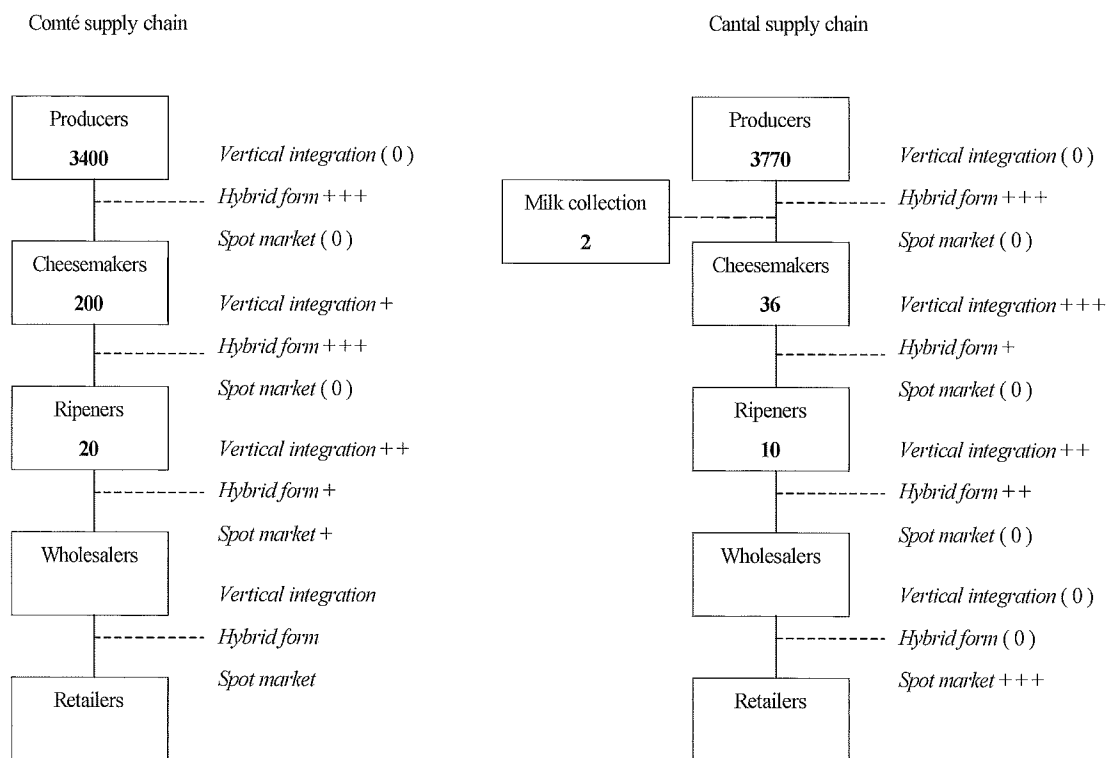 Comté supply chain
Producers
3400
Vertical integration ( 0 )
Hybrid form +++
Spot market ( 0 )
Cheesemakers
200
Vertical integration +
Hybrid form +++
Spot market ( 0 )
Ripeners
20
Vertical integration ++
Hybrid form +
Spot market +
Wholesalers
Vertical integration
Hybrid form
Spot market
Retailers
Cantal supply chain
Producers
3770
Vertical integration ( 0 )
Milk collection
2
Hybrid form +++
Spot market ( 0 )
Cheesemakers
36
Vertical integration +++
Hybrid form +
Spot market ( 0 )
Ripeners
10
Vertical integration ++
Hybrid form ++
Spot market ( 0 )
Wholesalers
Vertical integration ( 0 )
Hybrid form ( 0 )
Spot market +++
Retailers